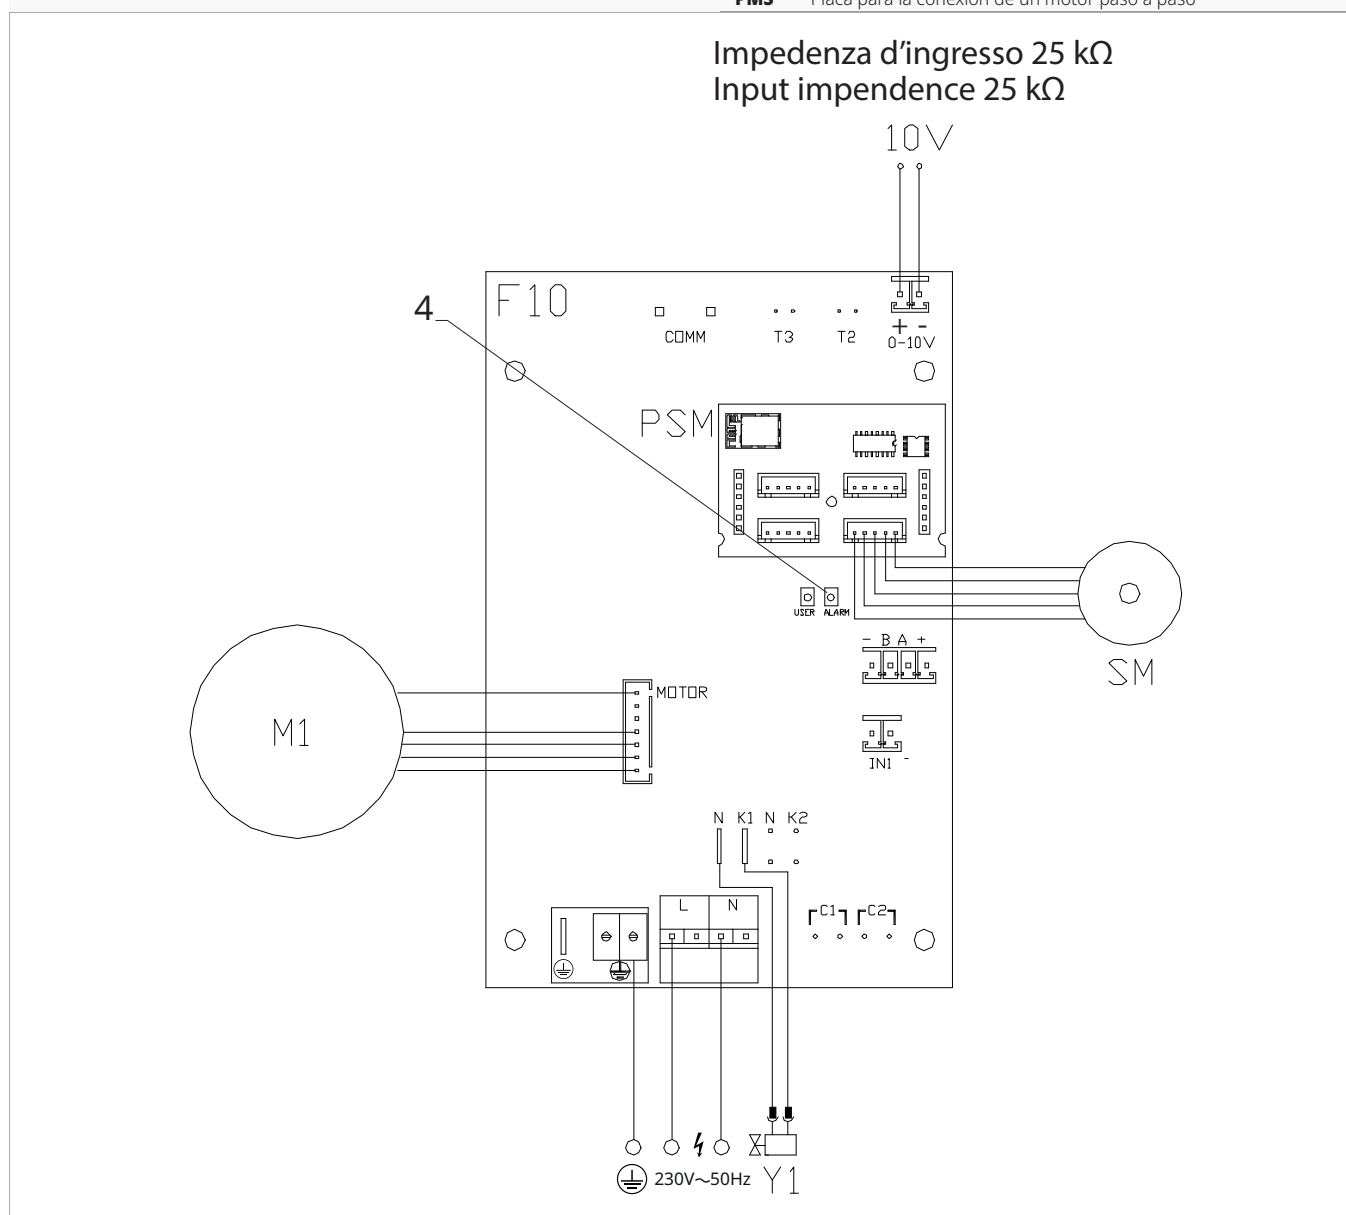 PMS Placa para la conexión de un motor paso a paso
Impedenza d'ingresso 25 kΩ
Input impendence 25 kΩ
10V
F10
4
COMM T3 T2
+ -
0-10V
PSM
USER ALARM
- B A +
SM
MOTOR
M1
IN1 -
N K1 N K2
L N
C1 C2
230V~50Hz
Y1